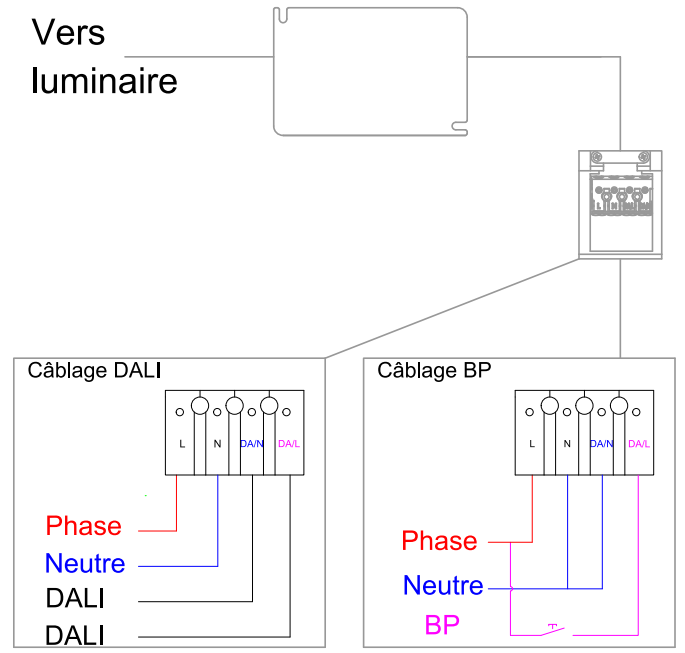 Vers
luminaire
L N
Câblage DALI
L N DA/N DA/L
Phase
Neutre
DALI
DALI
Câblage BP
L N DA/N DA/L
Phase
Neutre
BP